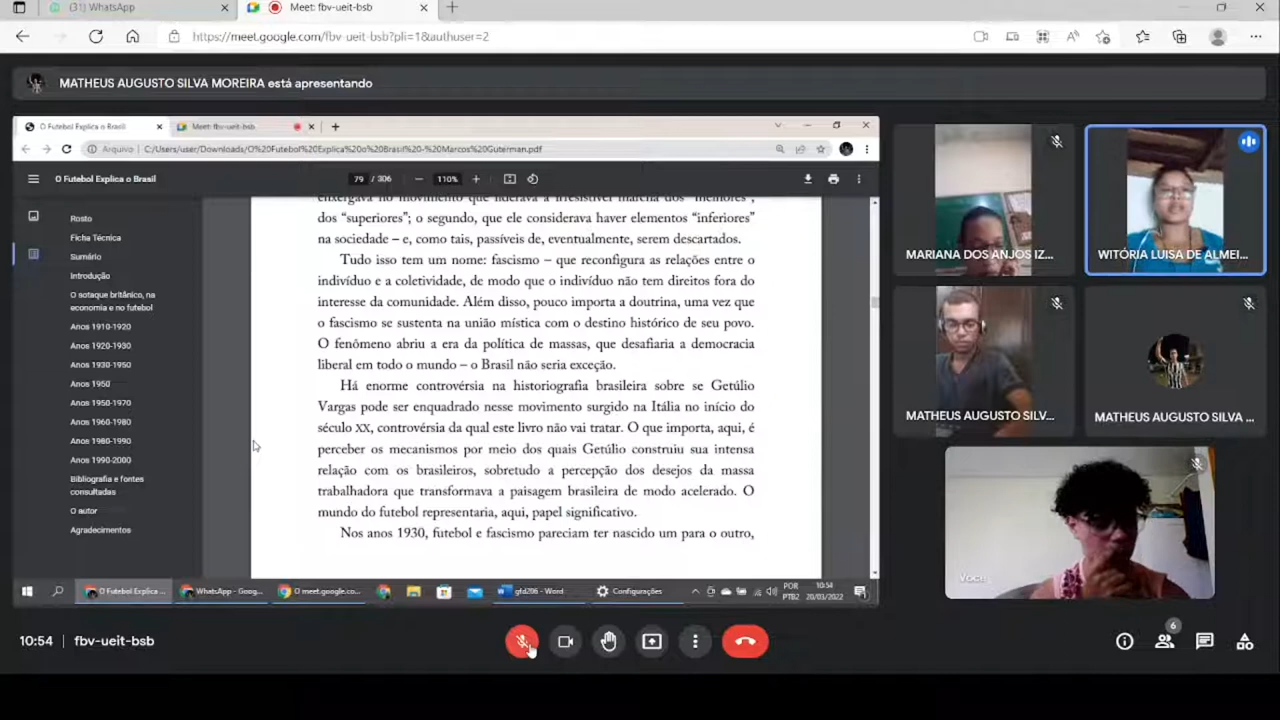 (31) WhatsApp
Meet: fbv-ueit-bsb
https://meet.google.com/fbv-ueit-bsb?pli=1&authuser=2
MATHEUS AUGUSTO SILVA MOREIRA está apresentando
O Futebol Explica o Brasil
Meet: fbv-ueit-bsb
Arquivo | C:/Users/user/Downloads/O%20Futebol%20Explica%20o%20Brasil%20-%20Marcos%20Guterman.pdf
O Futebol Explica o Brasil
79 / 306
110%
Rosto
Ficha Técnica
Sumário
Introdução
O sotaque britânico, na
economia e no futebol
Anos 1910-1920
Anos 1920-1930
Anos 1930-1950
Anos 1950
Anos 1950-1970
Anos 1960-1980
Anos 1980-1990
Anos 1990-2000
Bibliografia e fontes
consultadas
O autor
Agradecimentos
enxergava no movimento que liderava a irresistível marcha dos “melhores”,
dos “superiores”; o segundo, que ele considerava haver elementos “inferiores”
na sociedade – e, como tais, passíveis de, eventualmente, serem descartados.
Tudo isso tem um nome: fascismo – que reconfigura as relações entre o
indivíduo e a coletividade, de modo que o indivíduo não tem direitos fora do
interesse da comunidade. Além disso, pouco importa a doutrina, uma vez que
o fascismo se sustenta na união mística com o destino histórico de seu povo.
O fenômeno abriu a era da política de massas, que desafiaria a democracia
liberal em todo o mundo – o Brasil não seria exceção.
Há enorme controvérsia na historiografia brasileira sobre se Getúlio
Vargas pode ser enquadrado nesse movimento surgido na Itália no início do
século XX, controvérsia da qual este livro não vai tratar. O que importa, aqui, é
perceber os mecanismos por meio dos quais Getúlio construiu sua intensa
relação com os brasileiros, sobretudo a percepção dos desejos da massa
trabalhadora que transformava a paisagem brasileira de modo acelerado. O
mundo do futebol representaria, aqui, papel significativo.
Nos anos 1930, futebol e fascismo pareciam ter nascido um para o outro,
O Futebol Explica ...
WhatsApp - Goog...
O meet.google.co...
gfd206 - Word
Configurações
POR
PTB2
10:54
20/03/2022
MARIANA DOS ANJOS IZ...
WITÓRIA LUISA DE ALMEI...
MATHEUS AUGUSTO SILV...
MATHEUS AUGUSTO SILVA ...
Você
10:54 | fbv-ueit-bsb
6